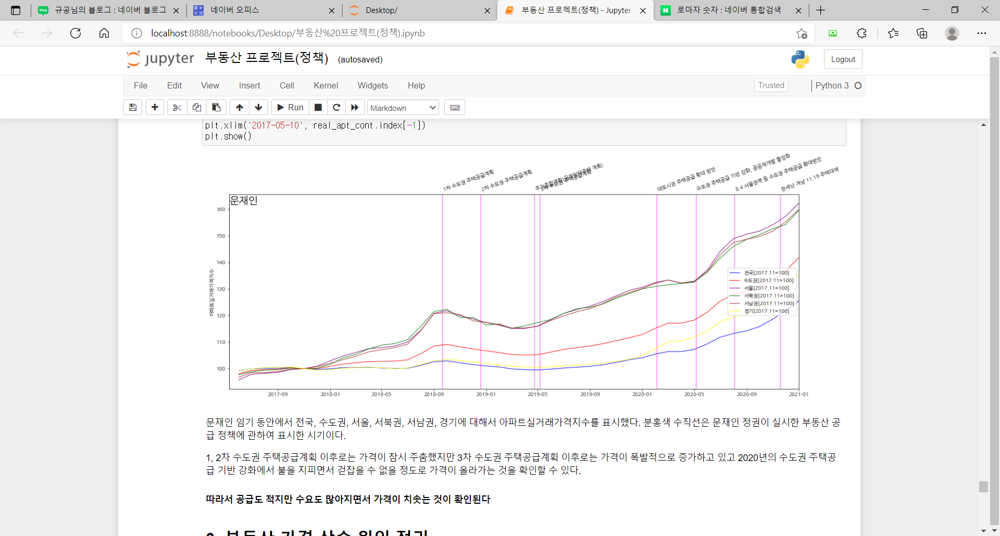 규공님의 블로그 : 네이버 블로그
네이버 오피스
Desktop/
부동산 프로젝트(정책) - Jupyter
로마자 숫자 : 네이버 통합검색
localhost:8888/notebooks/Desktop/부동산%20프로젝트(정책).ipynb
jupyter 부동산 프로젝트(정책) (autosaved)
Logout
File Edit View Insert Cell Kernel Widgets Help
Trusted Python 3
Run Markdown
plt.xlim('2017-05-10', real_apt_cont.index[-1])
plt.show()
1차 수도권 주택공급계획
2차 수도권 주택공급계획
대도시권 주택공급 확대 방안
수도권 주택공급 기반 강화, 공공재개발 활성화
8.4 서울권역 등 수도권 주택공급 확대방안
전세난 겨냥 11.19 주택대책
문재인
160
150
140
130
120
110
100
아파트실거래가격지수
전국[2017.11=100]
수도권[2017.11=100]
서울[2017.11=100]
서북권[2017.11=100]
서남권[2017.11=100]
경기[2017.11=100]
2017-09 2018-01 2018-05 2018-09 2019-01 2019-05 2019-09 2020-01 2020-05 2020-09 2021-01
문재인 임기 동안에서 전국, 수도권, 서울, 서북권, 서남권, 경기에 대해서 아파트실거래가격지수를 표시했다. 분홍색 수직선은 문재인 정권이 실시한 부동산 공
급 정책에 관하여 표시한 시기이다.
1, 2차 수도권 주택공급계획 이후로는 가격이 잠시 주춤했지만 3차 수도권 주택공급계획 이후로는 가격이 폭발적으로 증가하고 있고 2020년의 수도권 주택공
급 기반 강화에서 불을 지피면서 걷잡을 수 없을 정도로 가격이 올라가는 것을 확인할 수 있다.
따라서 공급도 적지만 수요도 많아지면서 가격이 치솟는 것이 확인된다